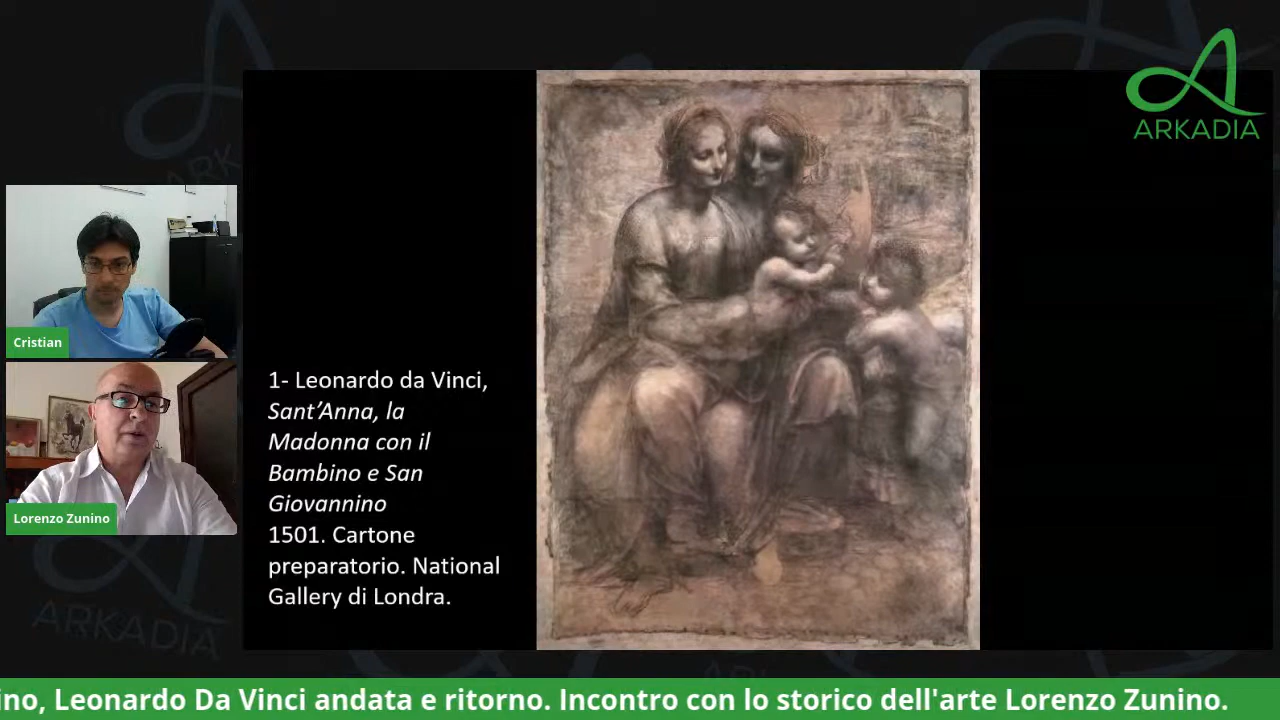 ARKADIA
Cristian
Lorenzo Zunino
1- Leonardo da Vinci,
Sant’Anna, la
Madonna con il
Bambino e San
Giovannino
1501. Cartone
preparatorio. National
Gallery di Londra.
ino, Leonardo Da Vinci andata e ritorno. Incontro con lo storico dell'arte Lorenzo Zunino.